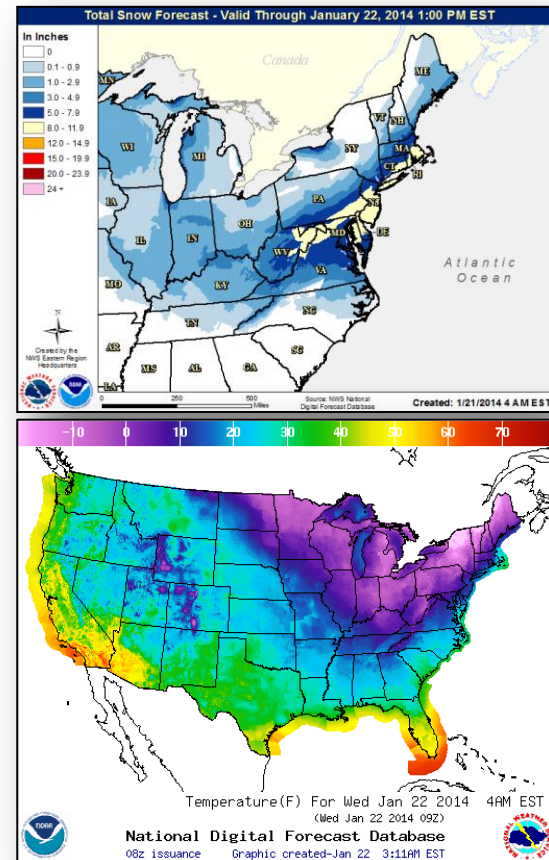 Total Snow Forecast - Valid Through January 22, 2014 1:00 PM EST
In Inches
0
0.1 - 0.9
1.0 - 2.9
3.0 - 4.9
5.0 - 7.9
8.0 - 11.9
12.0 - 14.9
15.0 - 19.9
20.0 - 23.9
24 +
Canada
MN
ME
VT
NH
WI
MI
NY
MA
CT
RI
IA
PA
NJ
IL
IN
OH
MD
DE
WV
VA
MO
KY
Atlantic
Ocean
TN
NC
AR
SC
MS
AL
GA
LA
N
Created by the
NWS Eastern Region
Headquarters
0
250
500
Miles
Source: NWS National
Digital Forecast Database
Created: 1/21/2014 4 AM EST
-10 0 10 20 30 40 50 60 70
Temperature(F) For Wed Jan 22 2014 4AM EST
(Wed Jan 22 2014 09Z)
National Digital Forecast Database
08z issuance Graphic created-Jan 22 3:11AM EST
noaa